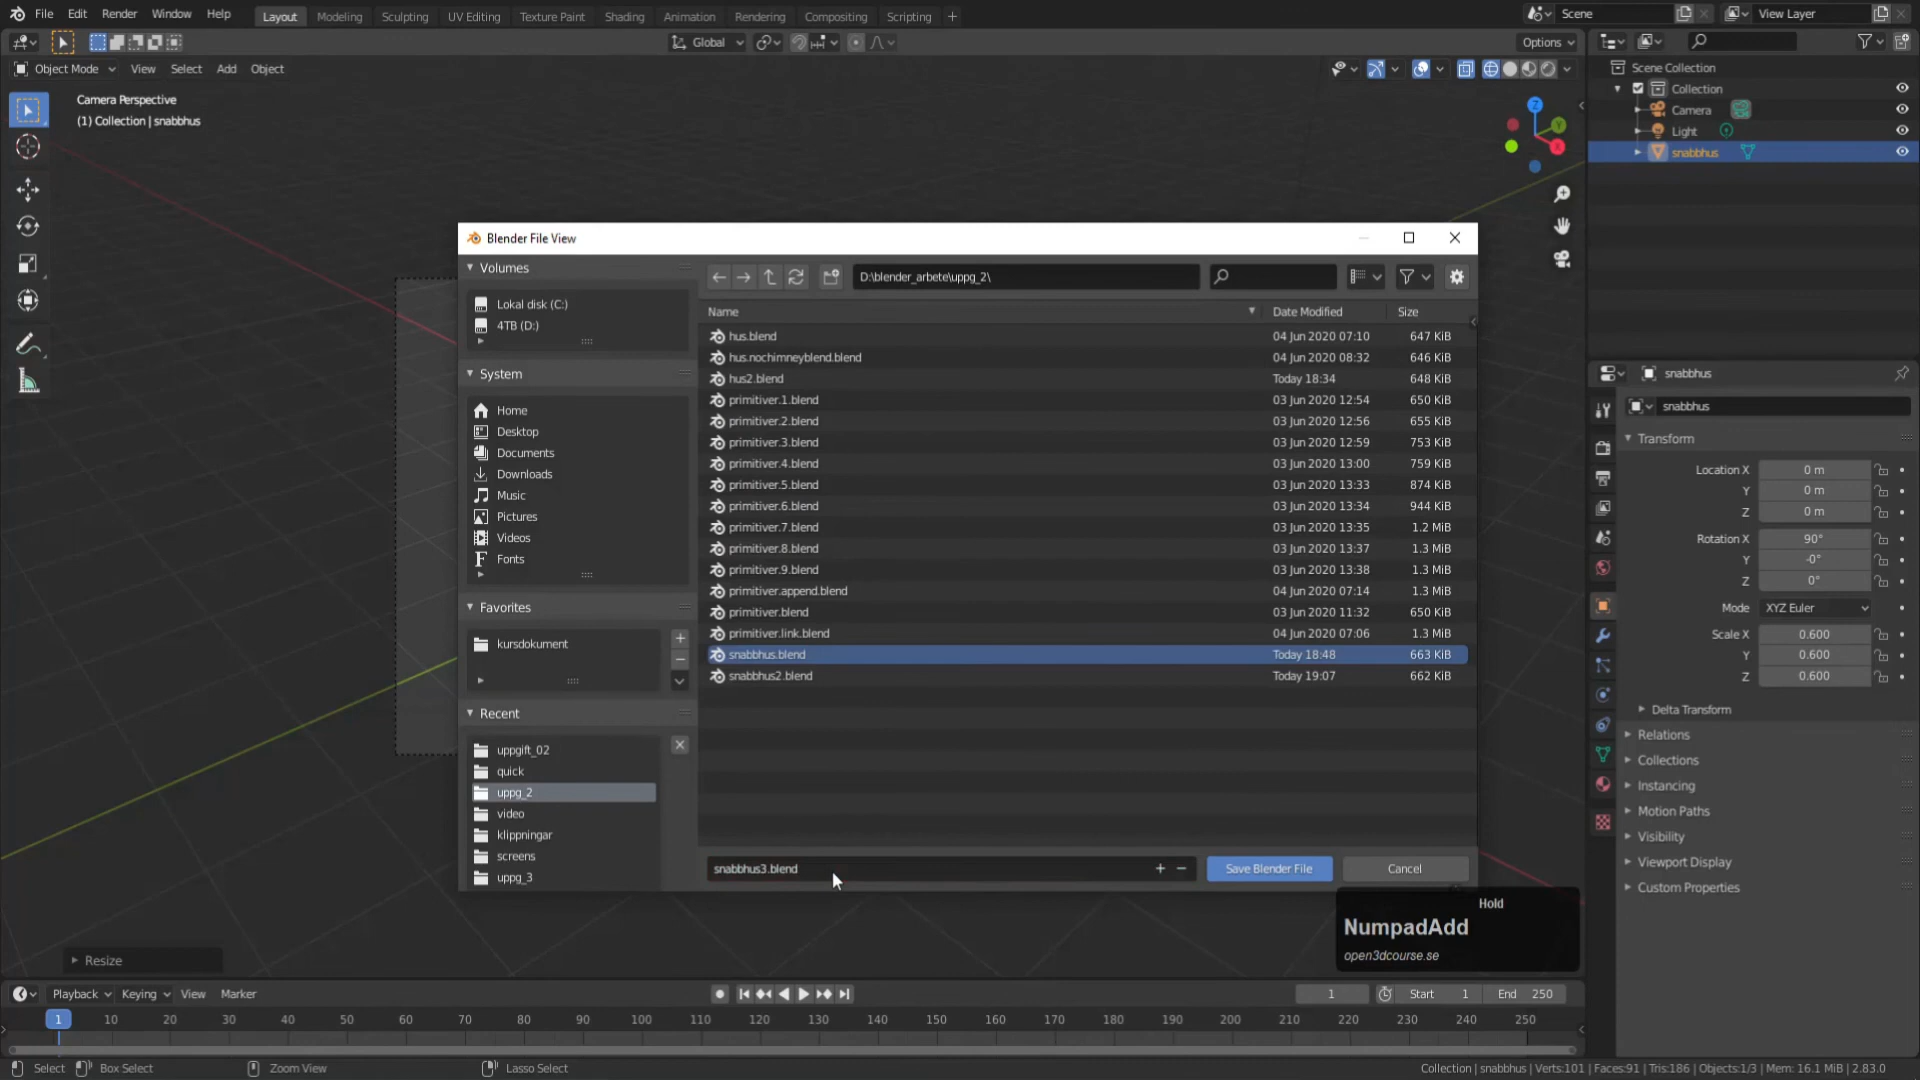 File Edit Render Window Help Layout Modeling Sculpting UV Editing Texture Paint Shading Animation Rendering Compositing Scripting + Scene View Layer
Global Options
Object Mode View Select Add Object
Camera Perspective
(1) Collection | snabbhus
Z
Y
X
Scene Collection
Collection
Camera
Light
snabbhus
Blender File View
Volumes
Lokal disk (C:)
4TB (D:)
System
Home
Desktop
Documents
Downloads
Music
Pictures
Videos
Fonts
Favorites
kursdokument
Recent
uppgift_02
quick
uppg_2
video
klippningar
screens
uppg_3
D:\blender_arbete\uppg_2\
Name Date Modified Size
hus.blend 04 Jun 2020 07:10 647 KiB
hus.nochimneyblend.blend 04 Jun 2020 08:32 646 KiB
hus2.blend Today 18:34 648 KiB
primitiver.1.blend 03 Jun 2020 12:54 650 KiB
primitiver.2.blend 03 Jun 2020 12:56 655 KiB
primitiver.3.blend 03 Jun 2020 12:59 753 KiB
primitiver.4.blend 03 Jun 2020 13:00 759 KiB
primitiver.5.blend 03 Jun 2020 13:33 874 KiB
primitiver.6.blend 03 Jun 2020 13:34 944 KiB
primitiver.7.blend 03 Jun 2020 13:35 1.2 MiB
primitiver.8.blend 03 Jun 2020 13:37 1.3 MiB
primitiver.9.blend 03 Jun 2020 13:38 1.3 MiB
primitiver.append.blend 04 Jun 2020 07:14 1.3 MiB
primitiver.blend 03 Jun 2020 11:32 650 KiB
primitiver.link.blend 04 Jun 2020 07:06 1.3 MiB
snabbhus.blend Today 18:48 663 KiB
snabbhus2.blend Today 19:07 662 KiB
snabbhus3.blend + − Save Blender File Cancel
snabbhus
snabbhus
Transform
Location X 0 m
Y 0 m
Z 0 m
Rotation X 90°
Y -0°
Z 0°
Mode XYZ Euler
Scale X 0.600
Y 0.600
Z 0.600
Delta Transform
Relations
Collections
Instancing
Motion Paths
Visibility
Viewport Display
Custom Properties
Hold
NumpadAdd
open3dcourse.se
Resize
Playback Keying View Marker 1 Start 1 End 250
1 10 20 30 40 50 60 70 80 90 100 110 120 130 140 150 160 170 180 190 200 210 220 230 240 250
Select Box Select Zoom View Lasso Select Collection | snabbhus | Verts:101 | Faces:91 | Tris:186 | Objects:1/3 | Mem: 16.1 MiB | 2.83.0